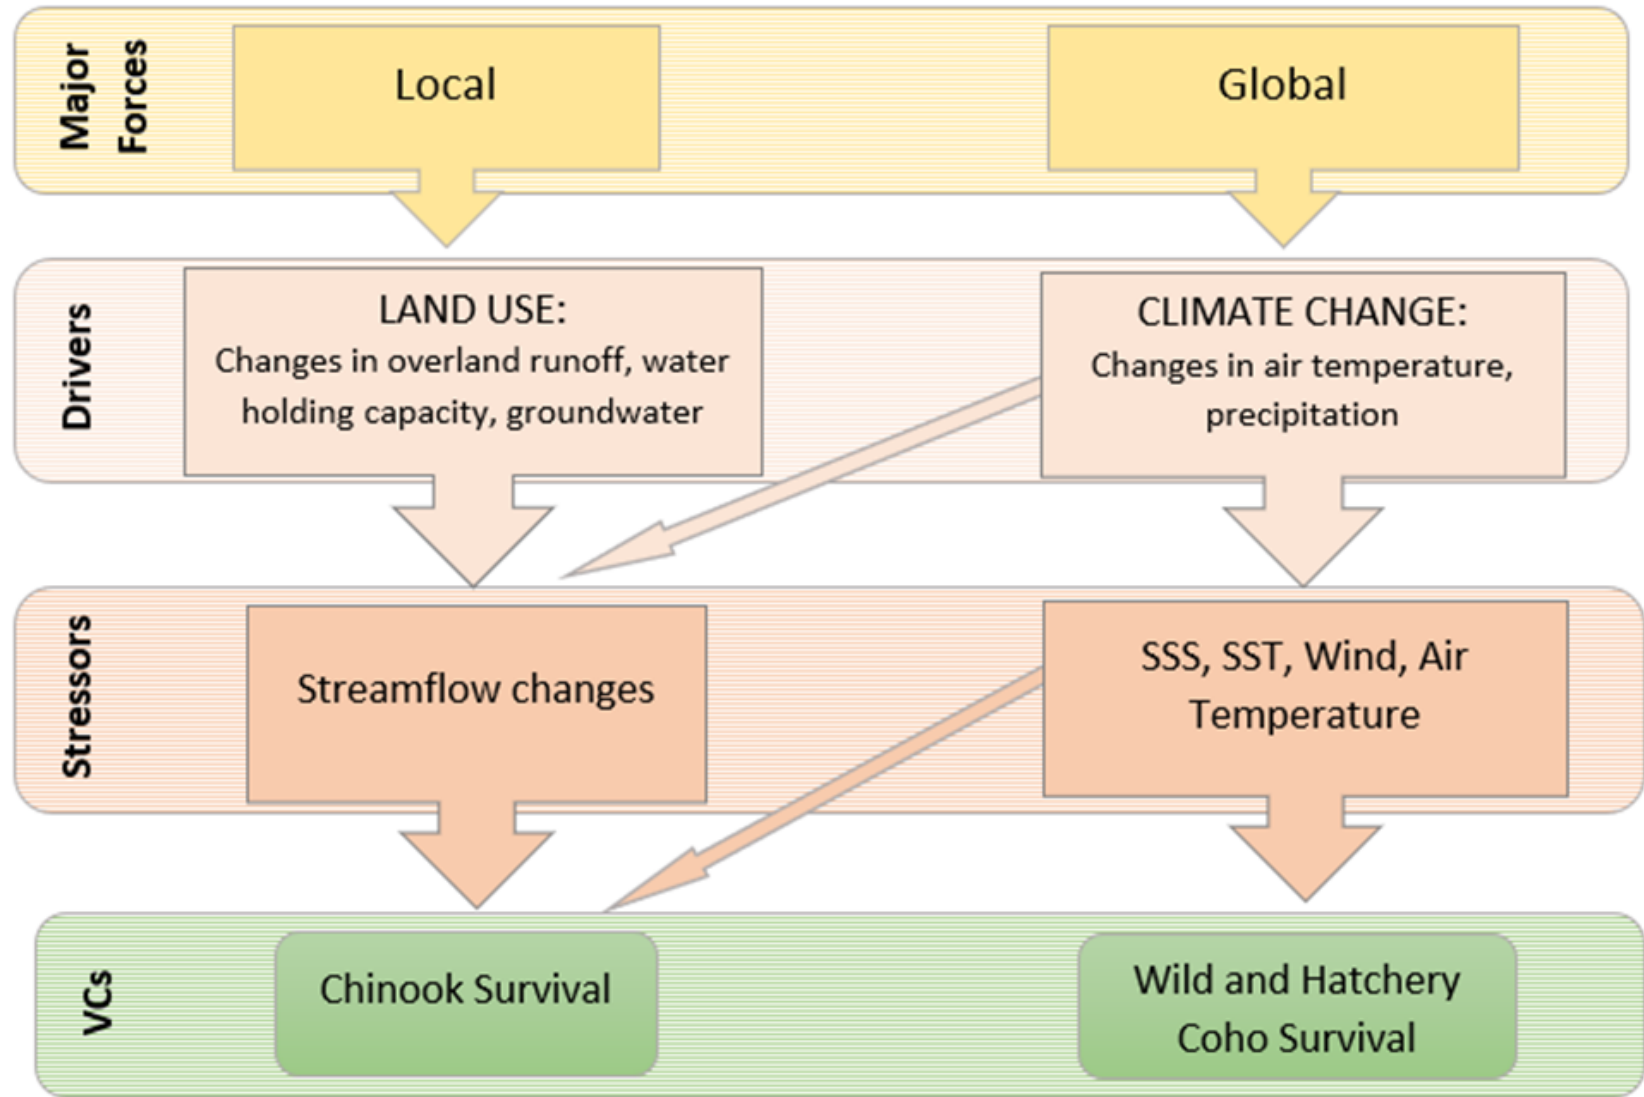 Major
Forces
Local
Global
Drivers
LAND USE:
Changes in overland runoff, water
holding capacity, groundwater
CLIMATE CHANGE:
Changes in air temperature,
precipitation
Stressors
Streamflow changes
SSS, SST, Wind, Air
Temperature
VCs
Chinook Survival
Wild and Hatchery
Coho Survival